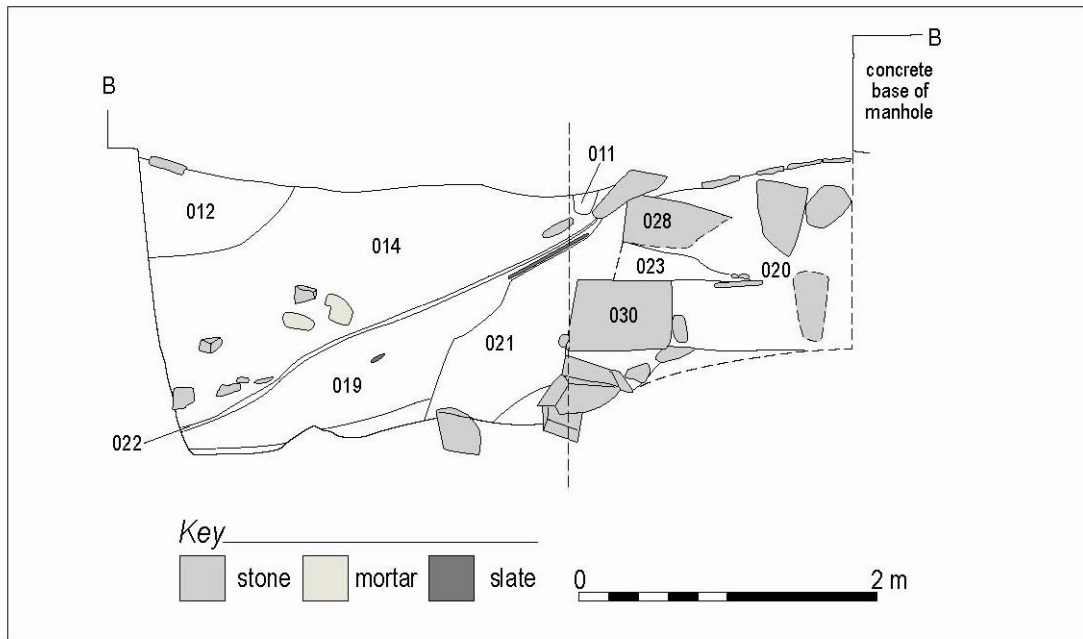 B
B
concrete
base of
manhole
011
012
028
014
023
020
030
021
019
022
Key
stone
mortar
slate
0
2 m